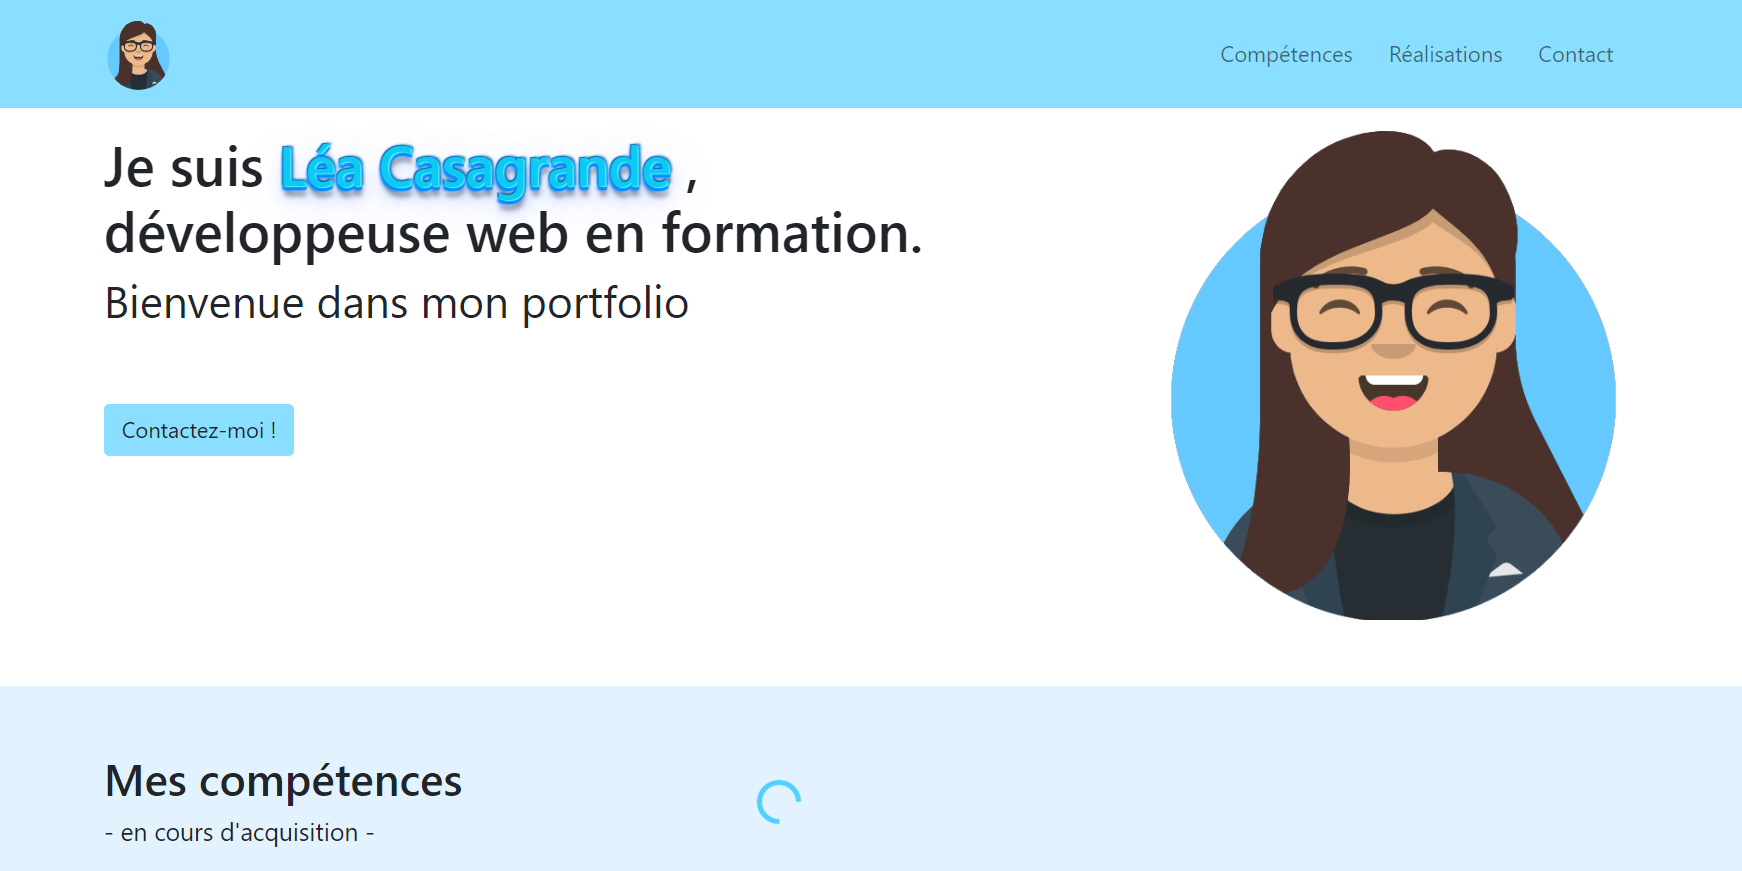 Compétences Réalisations Contact
Je suis Léa Casagrande ,
développeuse web en formation.
Bienvenue dans mon portfolio
Contactez-moi !
Mes compétences
- en cours d'acquisition -